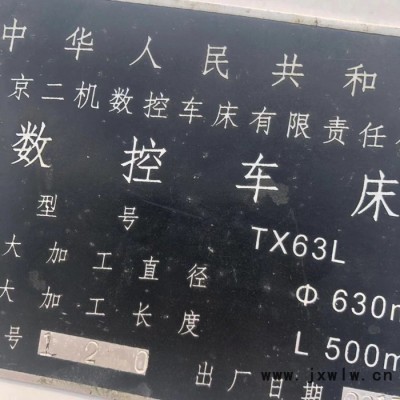 中华人民共和
京二机数控车床有限责任
数控车床
型号 TX63L
大加工直径 Φ 630m
大加工长度 L 500m
号 120 出厂日期
www.jxwlw.cn